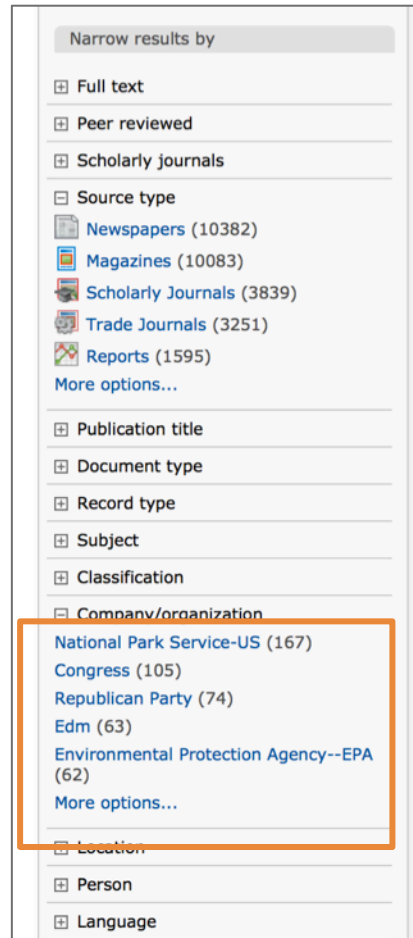 Narrow results by
Full text
Peer reviewed
Scholarly journals
Source type
Newspapers (10382)
Magazines (10083)
Scholarly Journals (3839)
Trade Journals (3251)
Reports (1595)
More options...
Publication title
Document type
Record type
Subject
Classification
Company/organization
National Park Service-US (167)
Congress (105)
Republican Party (74)
Edm (63)
Environmental Protection Agency--EPA
(62)
More options...
Location
Person
Language